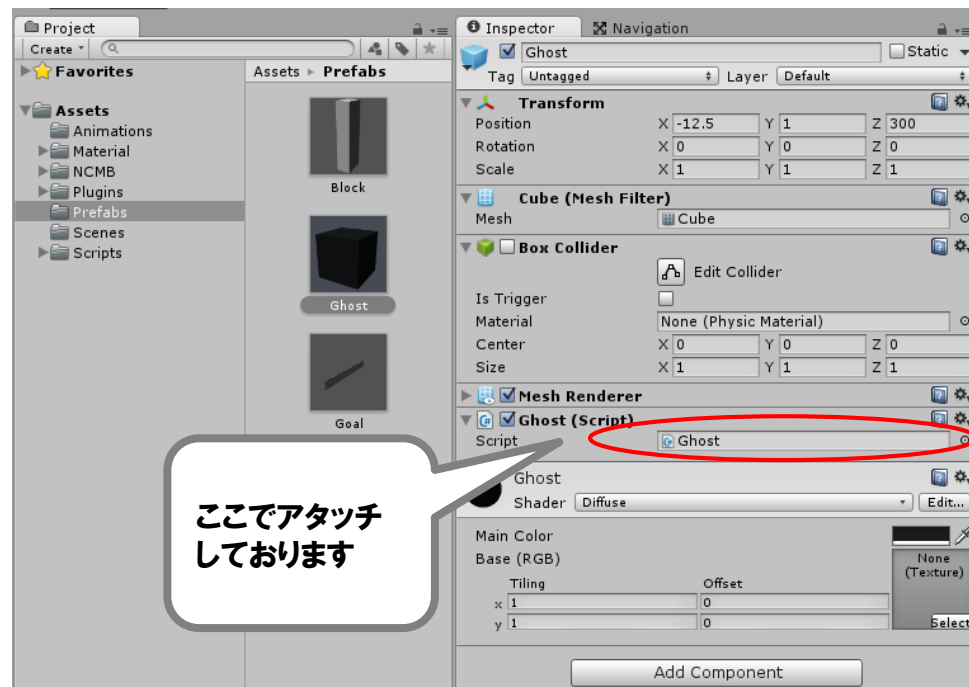 Project
Create
Favorites
Assets
Animations
Material
NCMB
Plugins
Prefabs
Scenes
Scripts
Assets ▸ Prefabs
Block
Ghost
Goal
Inspector Navigation
Ghost Static
Tag Untagged Layer Default
Transform
Position X -12.5 Y 1 Z 300
Rotation X 0 Y 0 Z 0
Scale X 1 Y 1 Z 1
Cube (Mesh Filter)
Mesh Cube
Box Collider
Edit Collider
Is Trigger
Material None (Physic Material)
Center X 0 Y 0 Z 0
Size X 1 Y 1 Z 1
Mesh Renderer
Ghost (Script)
Script Ghost
Ghost
Shader Diffuse Edit...
Main Color
Base (RGB) None
(Texture)
Tiling Offset
x 1 0
y 1 0
Select
Add Component
ここでアタッチ
しております